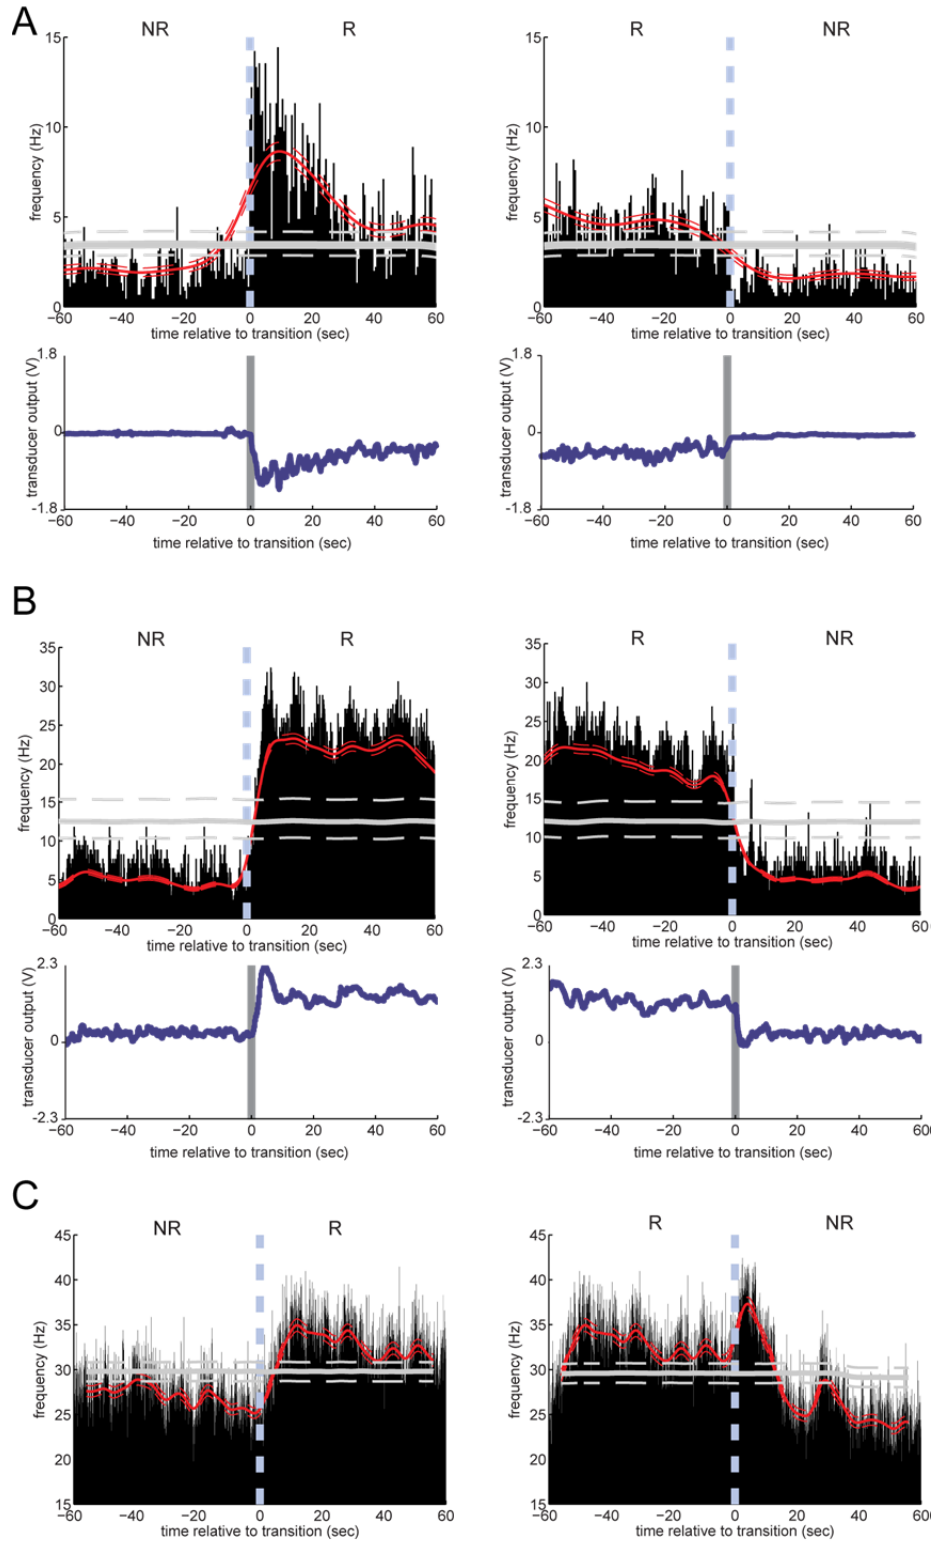 A
NR R
15
10
5
0
frequency (Hz)
−60 −40 −20 0 20 40 60
time relative to transition (sec)
R NR
15
10
5
0
frequency (Hz)
−60 −40 −20 0 20 40 60
time relative to transition (sec)
1.8
0
-1.8
transducer output (V)
−60 −40 −20 0 20 40 60
time relative to transition (sec)
1.8
0
-1.8
transducer output (V)
−60 −40 −20 0 20 40 60
time relative to transition (sec)
B
NR R
35
30
25
20
15
10
5
0
frequency (Hz)
−60 −40 −20 0 20 40 60
time relative to transition (sec)
R NR
35
30
25
20
15
10
5
0
frequency (Hz)
−60 −40 −20 0 20 40 60
time relative to transition (sec)
2.3
0
-2.3
transducer output (V)
−60 −40 −20 0 20 40 60
time relative to transition (sec)
2.3
0
-2.3
transducer output (V)
−60 −40 −20 0 20 40 60
time relative to transition (sec)
C
NR R
45
40
35
30
25
20
15
frequency (Hz)
−60 −40 −20 0 20 40 60
time relative to transition (sec)
R NR
45
40
35
30
25
20
15
frequency (Hz)
−60 −40 −20 0 20 40 60
time relative to transition (sec)